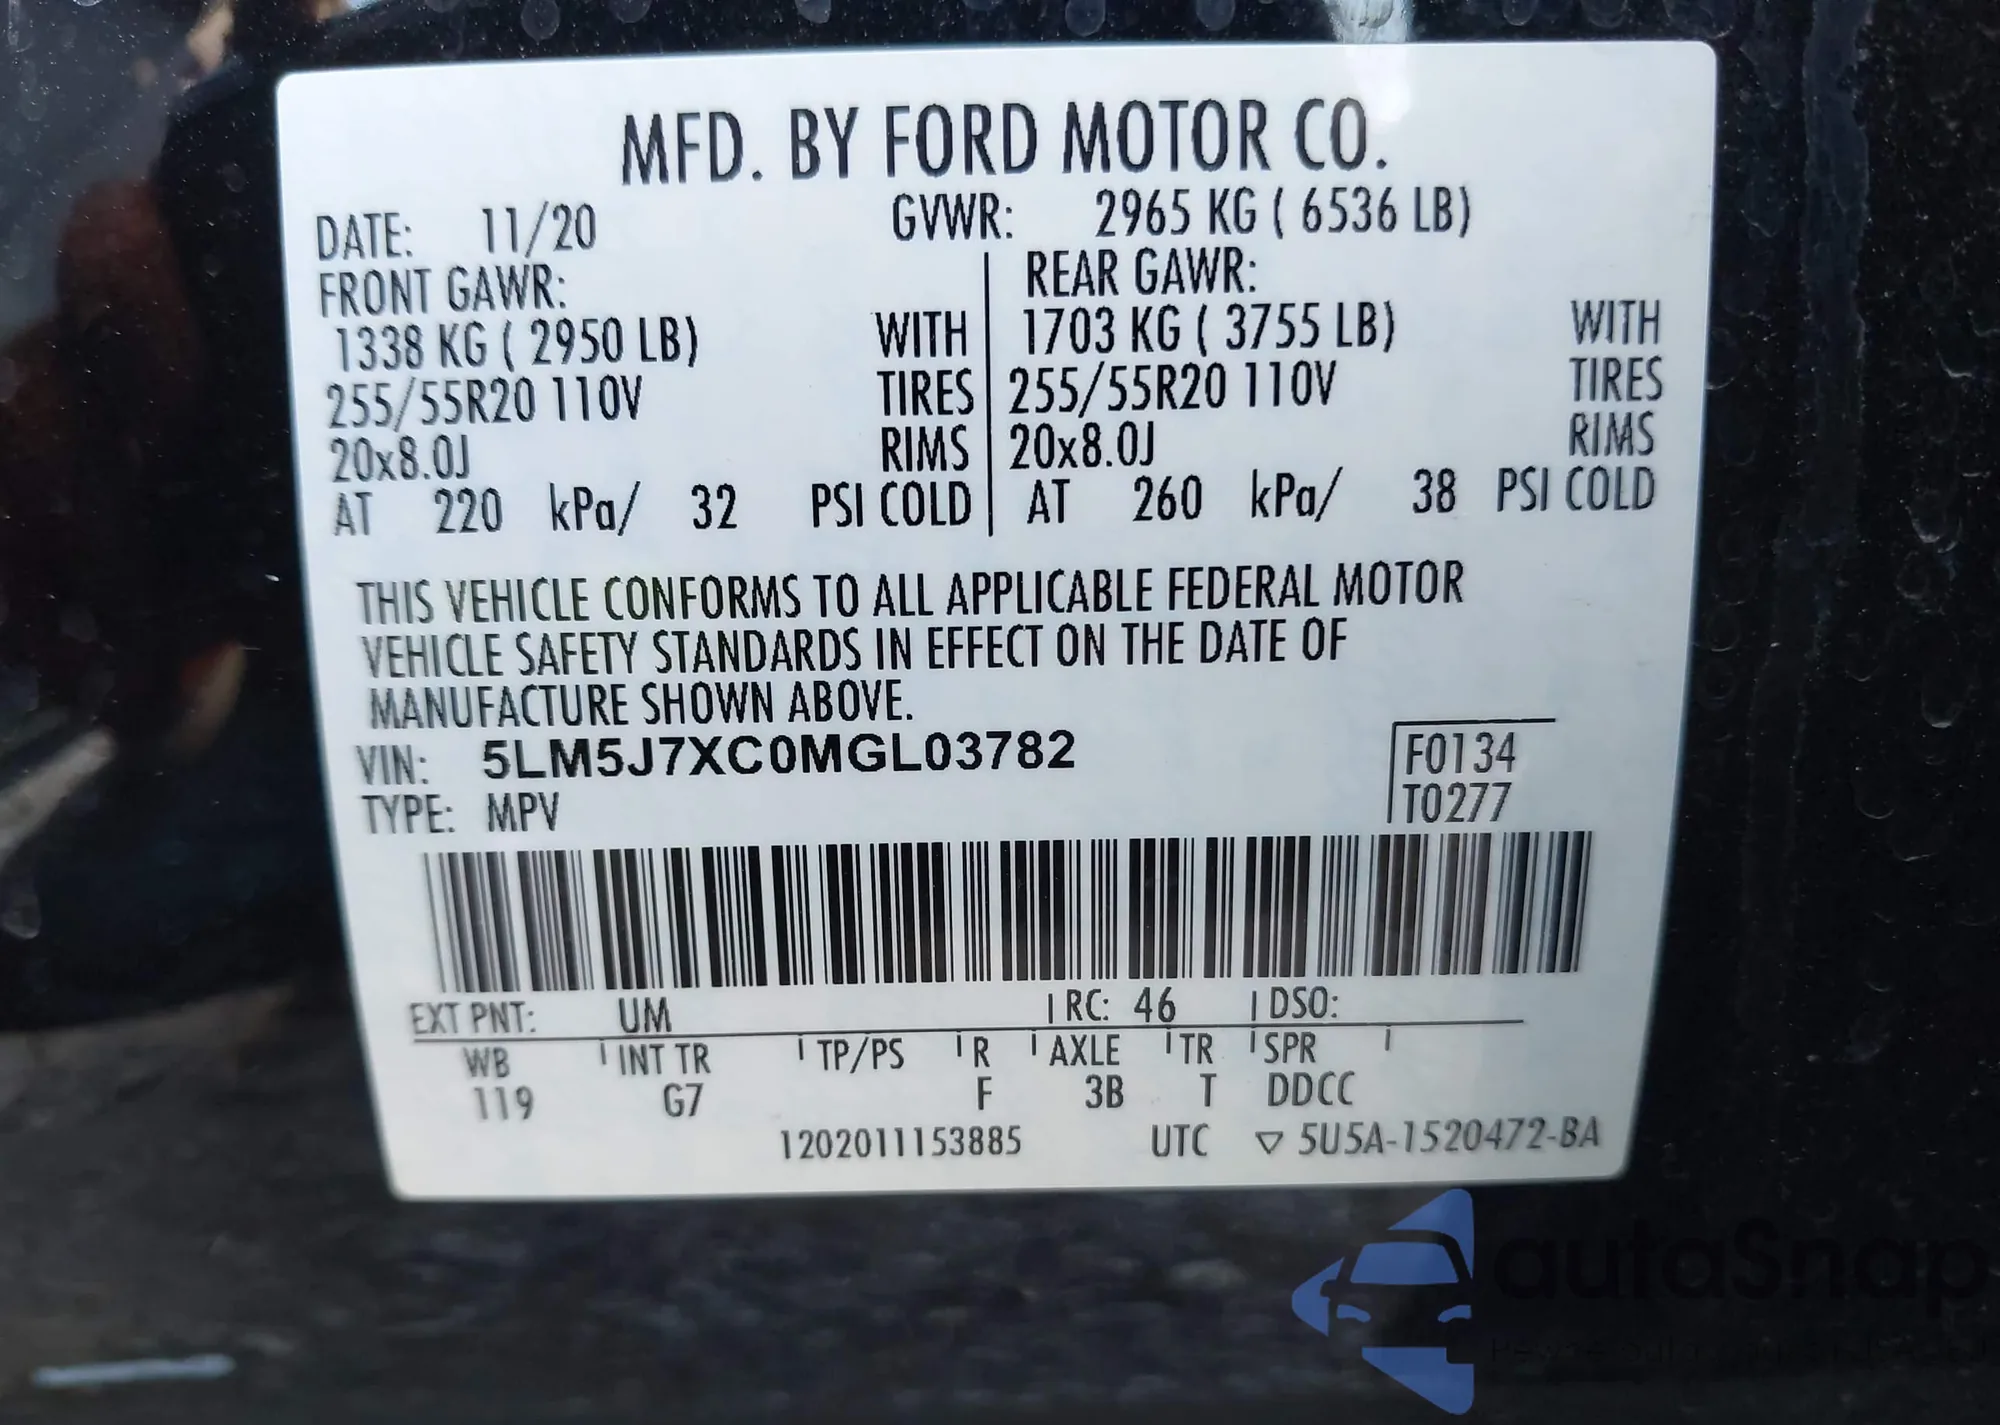 MFD. BY FORD MOTOR CO.
DATE: 11/20 GVWR: 2965 KG ( 6536 LB)
FRONT GAWR: REAR GAWR:
1338 KG ( 2950 LB) WITH 1703 KG ( 3755 LB) WITH
255/55R20 110V TIRES 255/55R20 110V TIRES
20x8.0J RIMS 20x8.0J RIMS
AT 220 kPa/ 32 PSI COLD AT 260 kPa/ 38 PSI COLD
THIS VEHICLE CONFORMS TO ALL APPLICABLE FEDERAL MOTOR
VEHICLE SAFETY STANDARDS IN EFFECT ON THE DATE OF
MANUFACTURE SHOWN ABOVE.
VIN: 5LM5J7XC0MGL03782 F0134
TYPE: MPV T0277
EXT PNT: UM RC: 46 DSO:
WB INT TR TP/PS R AXLE TR SPR
119 G7 F 3B T DDCC
1202011153885 UTC ▽ 5U5A-1520472-BA
autoSnap